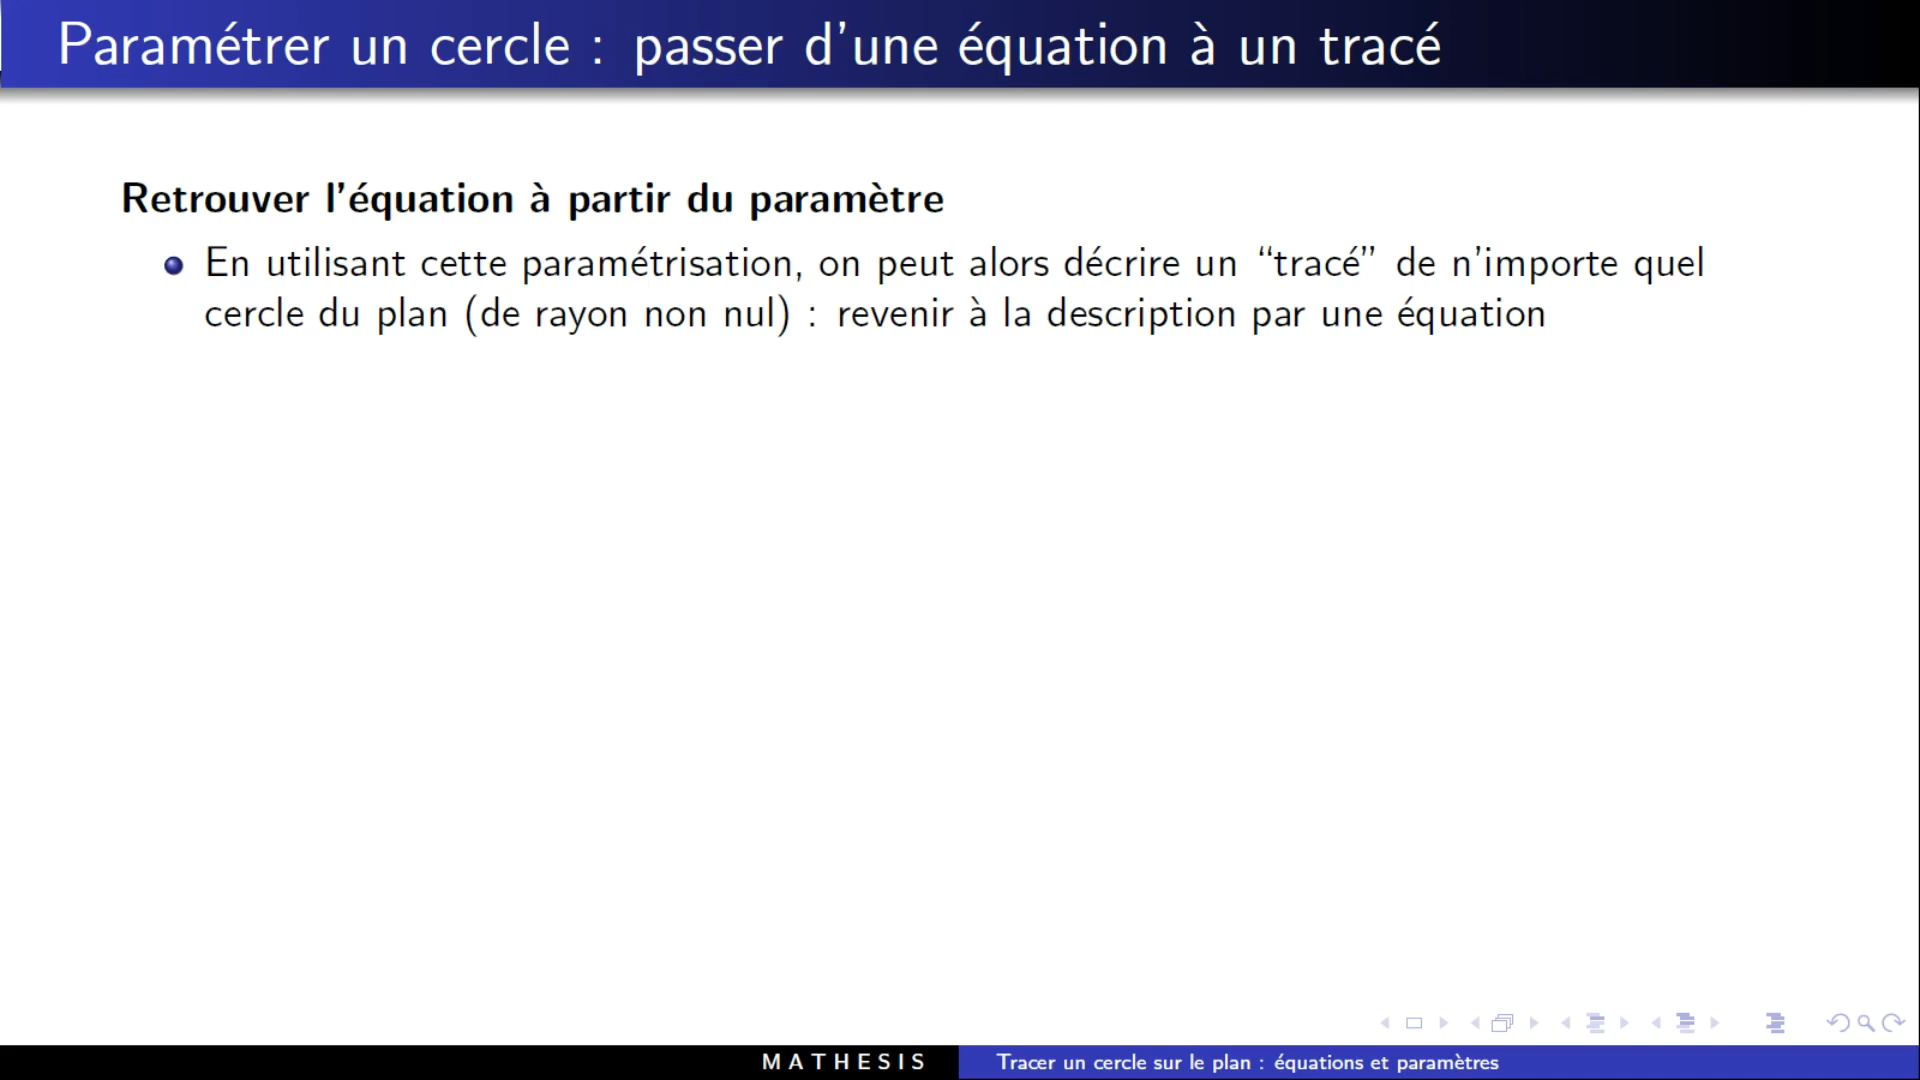 Paramétrer un cercle : passer d'une équation à un tracé
Retrouver l'équation à partir du paramètre
En utilisant cette paramétrisation, on peut alors décrire un “tracé” de n'importe quel
cercle du plan (de rayon non nul) : revenir à la description par une équation
MATHESIS
Tracer un cercle sur le plan : équations et paramètres